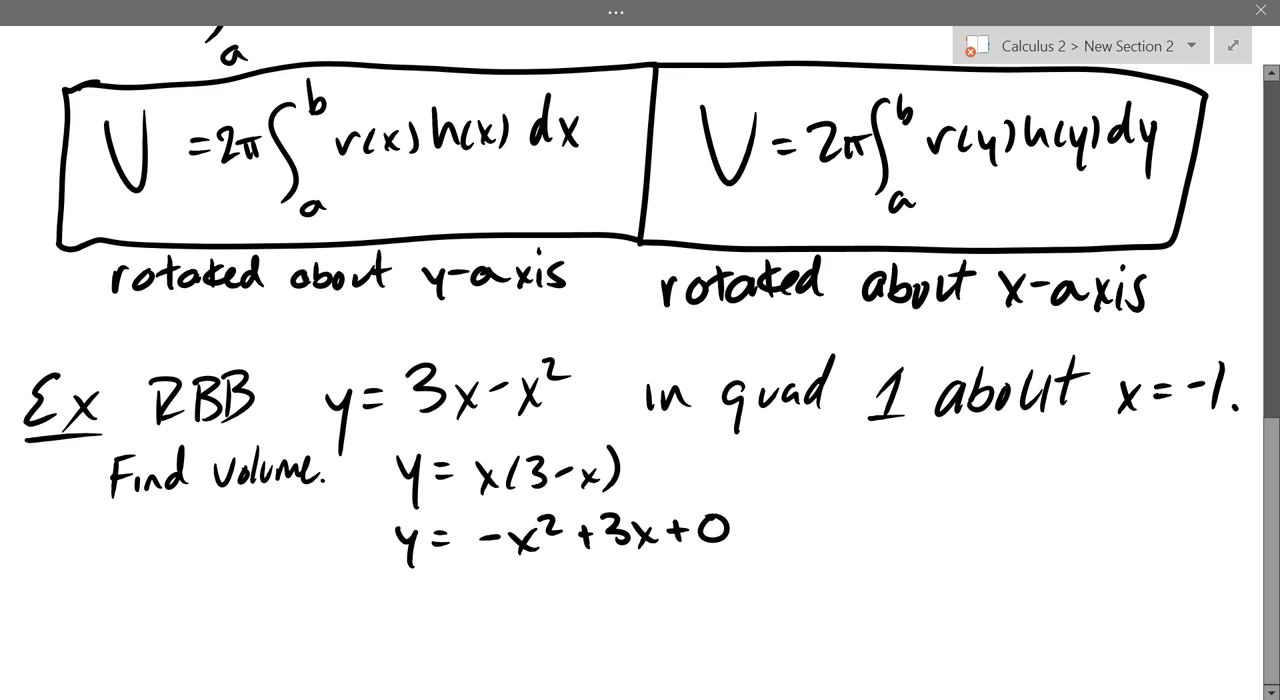 ...
Calculus 2 > New Section 2
a
V = 2π ∫_a^b r(x) h(x) dx
V = 2π ∫_a^b r(y) h(y) dy
rotated about y-axis
rotated about x-axis
Ex RBB y = 3x - x² in quad 1 about x = -1.
Find volume. y = x(3-x)
y = -x² + 3x + 0